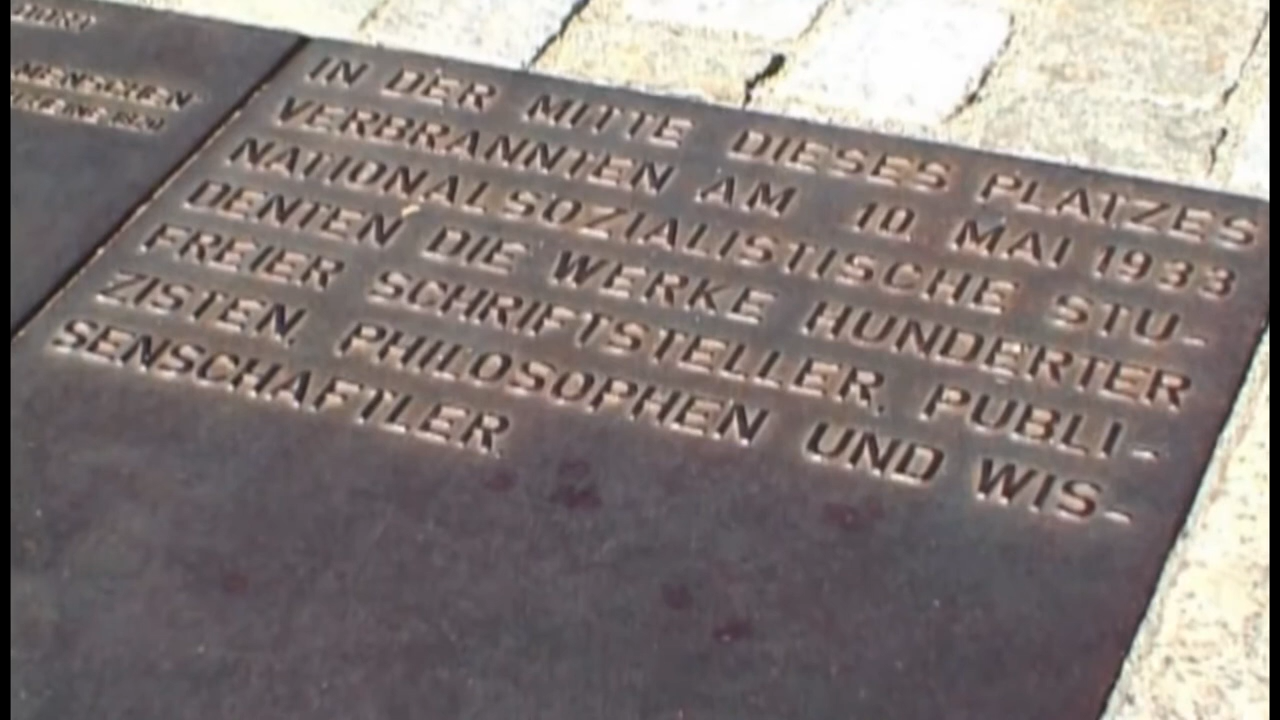 MENSCHEN
IN DER MITTE DIESES PLATZES
VERBRANNTEN AM 10. MAI 1933
NATIONALSOZIALISTISCHE STU-
DENTEN DIE WERKE HUNDERTER
FREIER SCHRIFTSTELLER, PUBLI-
ZISTEN, PHILOSOPHEN UND WIS-
SENSCHAFTLER.